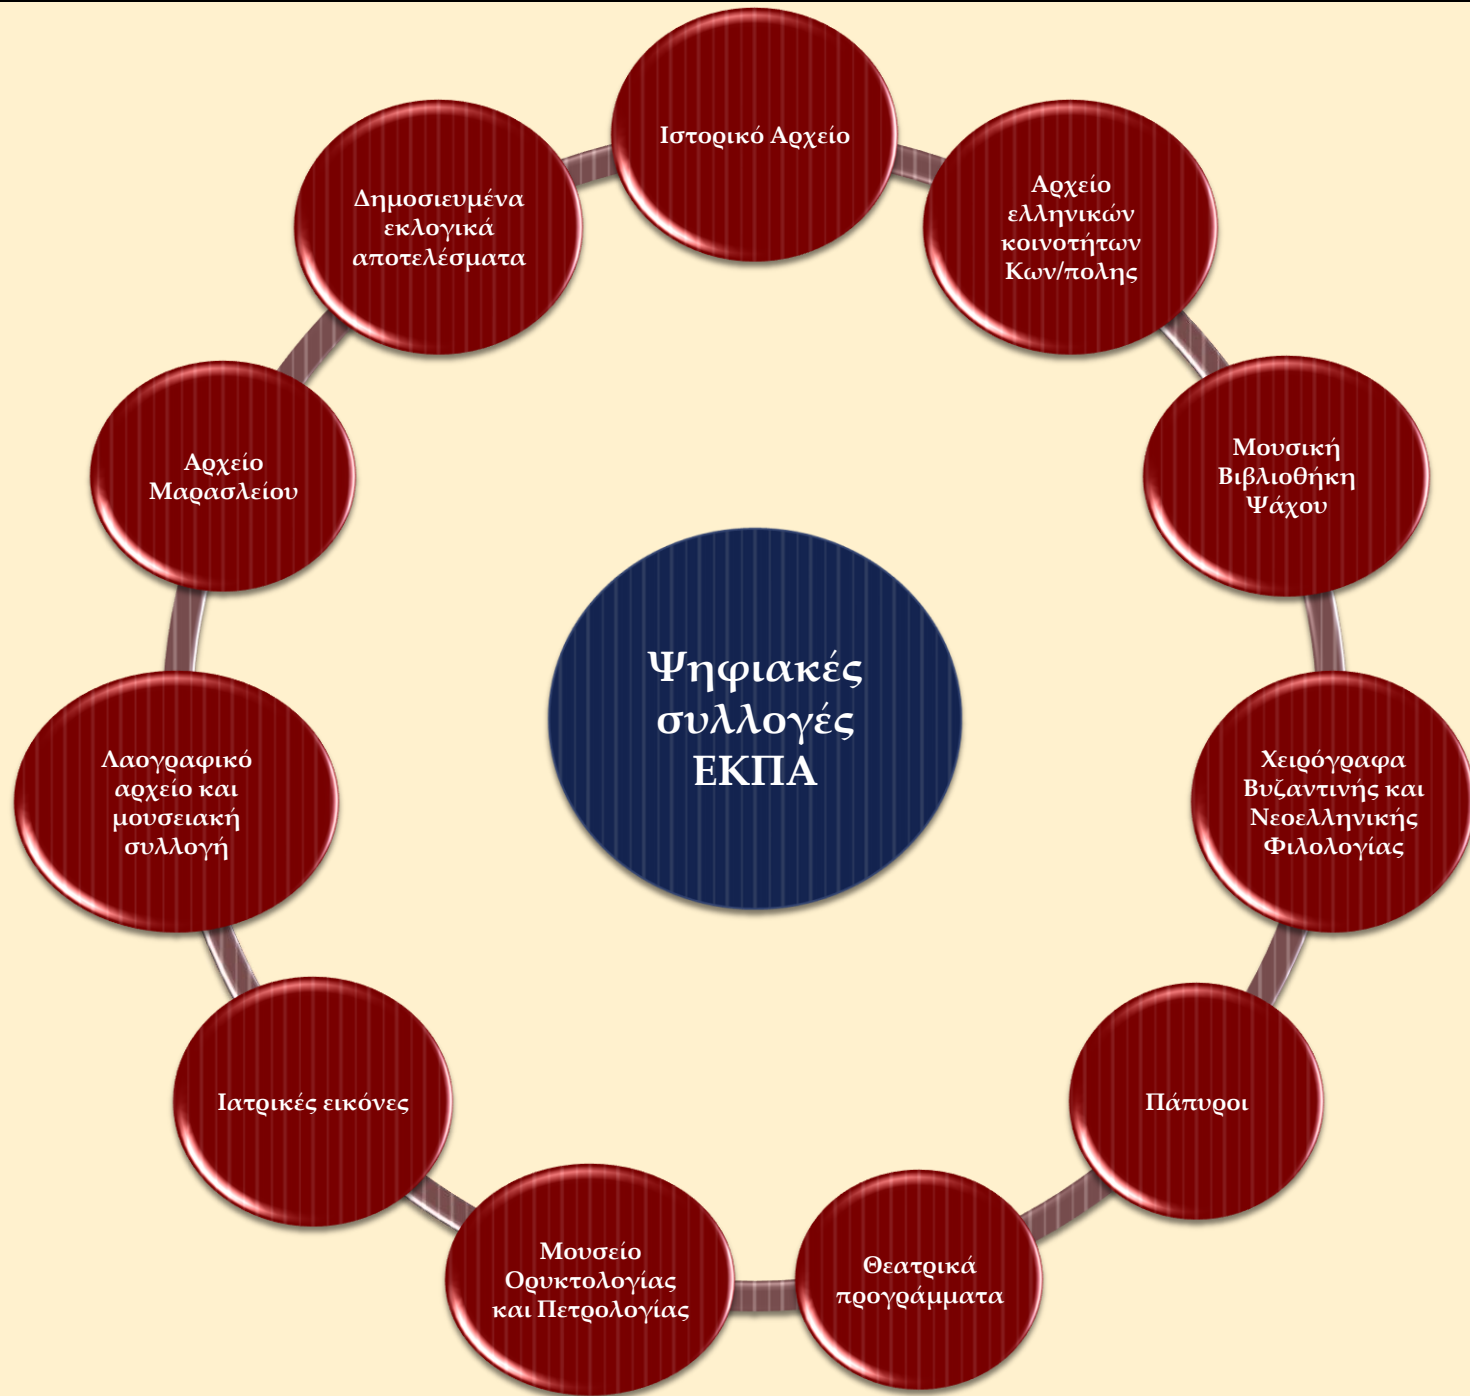 Ιστορικό Αρχείο
Αρχείο
ελληνικών
κοινοτήτων
Κων/πολης
Μουσική
Βιβλιοθήκη
Ψάχου
Χειρόγραφα
Βυζαντινής και
Νεοελληνικής
Φιλολογίας
Πάπυροι
Θεατρικά
προγράμματα
Μουσείο
Ορυκτολογίας
και Πετρολογίας
Ιατρικές εικόνες
Λαογραφικό
αρχείο και
μουσειακή
συλλογή
Αρχείο
Μαρασλείου
Δημοσιευμένα
εκλογικά
αποτελέσματα
Ψηφιακές
συλλογές
ΕΚΠΑ